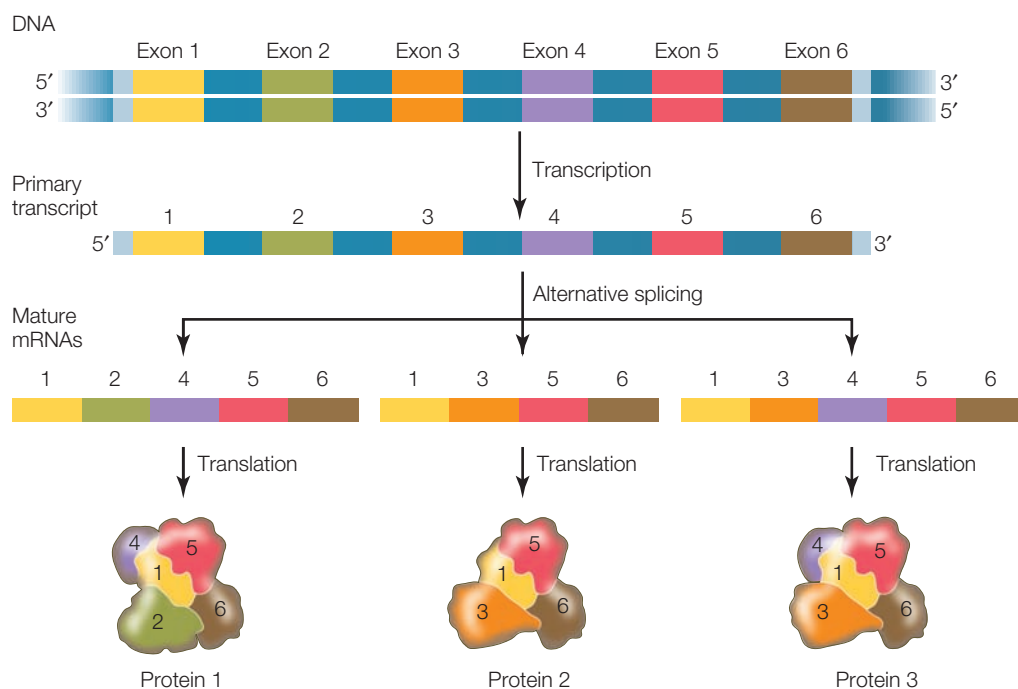 DNA
Exon 1 Exon 2 Exon 3 Exon 4 Exon 5 Exon 6
5′ 3′
3′ 5′
Transcription
Primary
transcript
1 2 3 4 5 6
5′ 3′
Alternative splicing
Mature
mRNAs
1 2 4 5 6 1 3 5 6 1 3 4 5 6
Translation Translation Translation
4 5 1 2 6
5 1 3 6
4 5 1 3 6
Protein 1 Protein 2 Protein 3